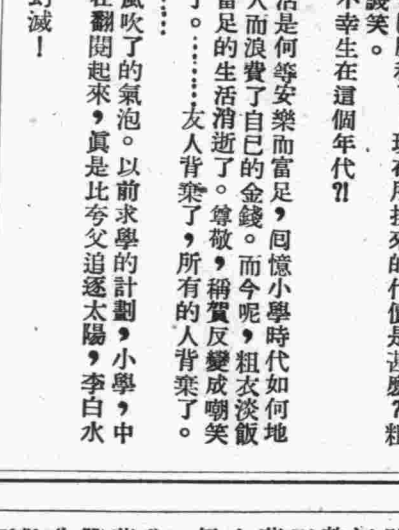 現在所換來的代價是甚麼?粗
譏笑。
不幸生在這個年代?!
活是何等安樂而富足,回憶小學時代如何地
人而浪費了自己的金錢。而今呢,粗衣淡飯
富足的生活消逝了。尊敬,稱賀反變成嘲笑
了。………友人背棄了,所有的人背棄了。
風吹了的氣泡。以前求學的計劃,小學,中
在翻閱起來,眞是比夸父追逐太陽,李白水
幻滅!